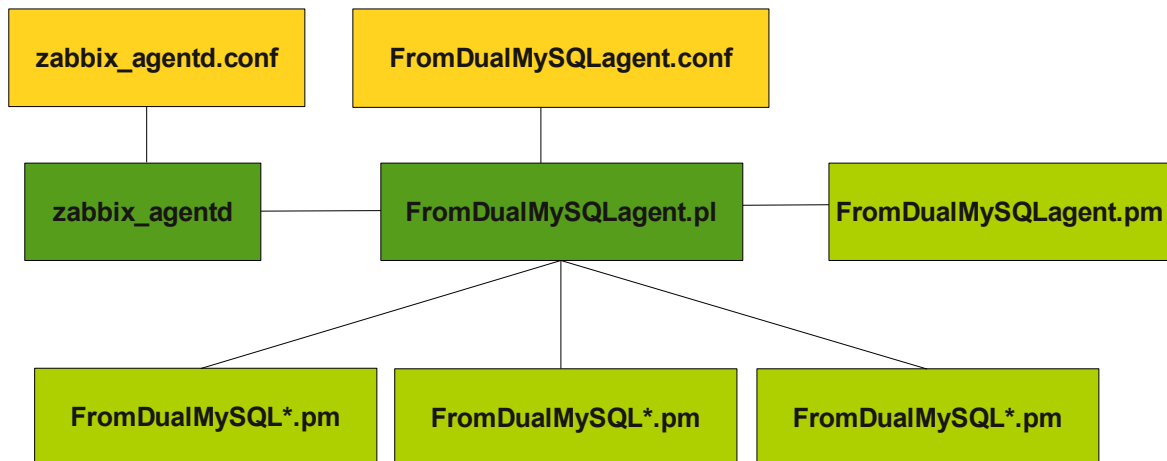 zabbix_agentd.conf
FromDualMySQLagent.conf
zabbix_agentd
FromDualMySQLagent.pl
FromDualMySQLagent.pm
FromDualMySQL*.pm
FromDualMySQL*.pm
FromDualMySQL*.pm